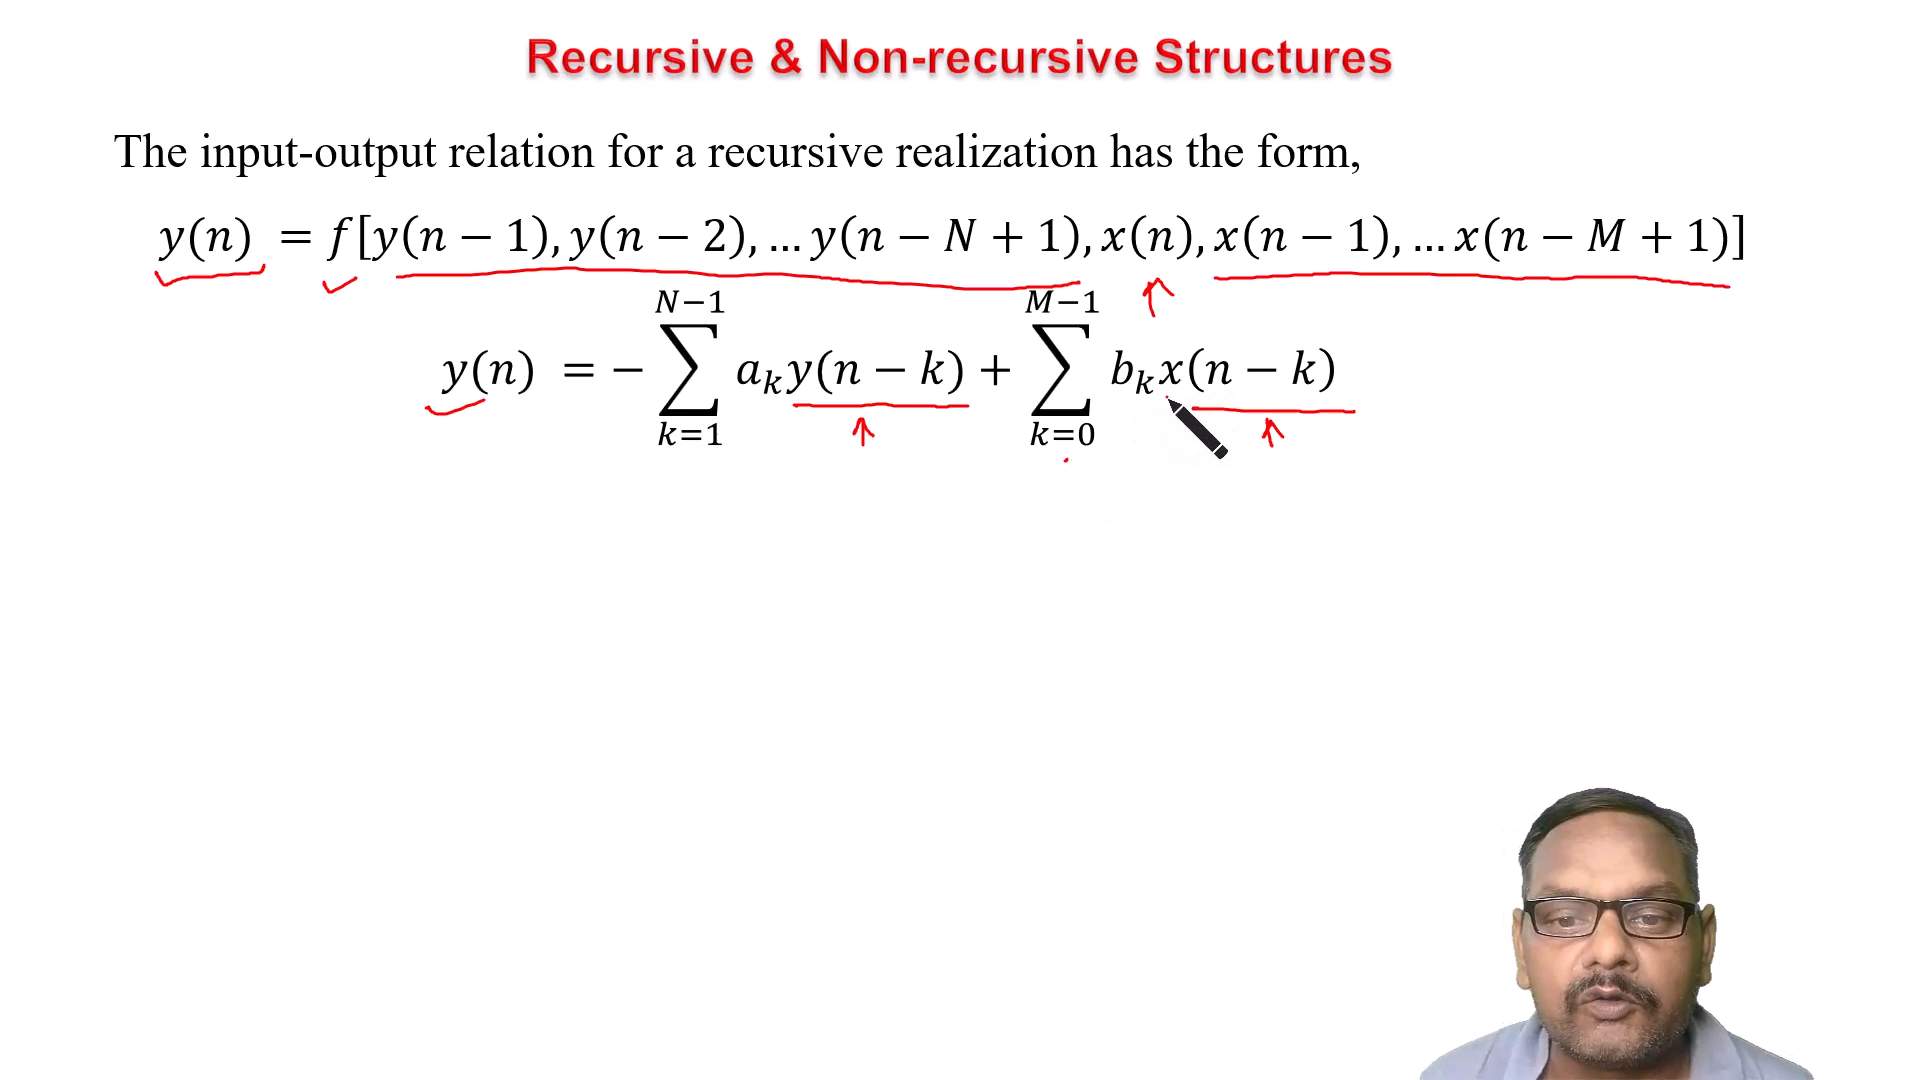 Recursive & Non-recursive Structures
The input-output relation for a recursive realization has the form,
y(n) = f[y(n − 1), y(n − 2), … y(n − N + 1), x(n), x(n − 1), … x(n − M + 1)]
y(n) = − ∑_{k=1}^{N−1} a_k y(n − k) + ∑_{k=0}^{M−1} b_k x(n − k)